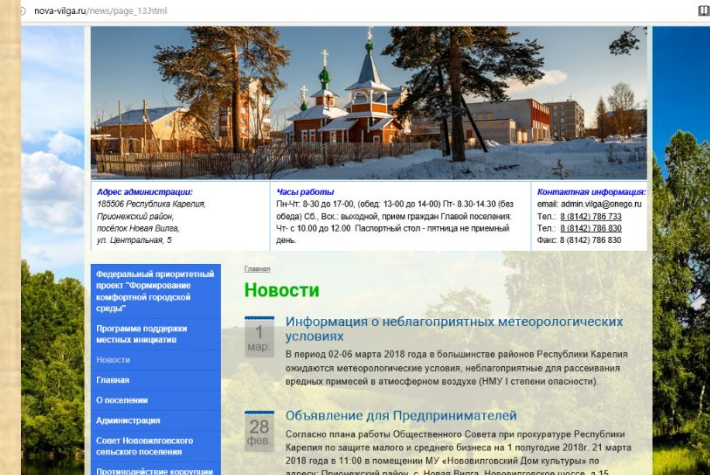 nova-vilga.ru/news/page_13.html
Адрес администрации:
185506 Республика Карелия,
Прионежский район,
посёлок Новая Вилга,
ул. Центральная, 5
Часы работы
Пн-Чт: 8-30 до 17-00, (обед: 13-00 до 14-00) Пт- 8.30-14.30 (без
обеда) Сб., Вск.: выходной, прием граждан Главой поселения:
Чт- с 10.00 до 12.00 Паспортный стол - пятница не приемный
день.
Контактная информация:
email: admin.vilga@onego.ru
Тел.: 8 (8142) 786 733
Тел.: 8 (8142) 786 830
Факс: 8 (8142) 786 830
Федеральный приоритетный
проект "Формирование
комфортной городской
среды"
Программа поддержки
местных инициатив
Новости
Главная
О поселении
Администрация
Совет Нововилговского
сельского поселения
Противодействие коррупции
Главная
Новости
1
мар.
Информация о неблагоприятных метеорологических
условиях
В период 02-06 марта 2018 года в большинстве районов Республики Карелия
ожидаются метеорологические условия, неблагоприятные для рассеивания
вредных примесей в атмосферном воздухе (НМУ I степени опасности).
28
фев.
Объявление для Предпринимателей
Согласно плана работы Общественного Совета при прокуратуре Республики
Карелия по защите малого и среднего бизнеса на 1 полугодие 2018г. 21 марта
2018 года в 11:00 в помещении МУ «Нововилговский Дом культуры» по
адресу: Прионежский район, с. Новая Вилга, Нововилговское шоссе, д.15